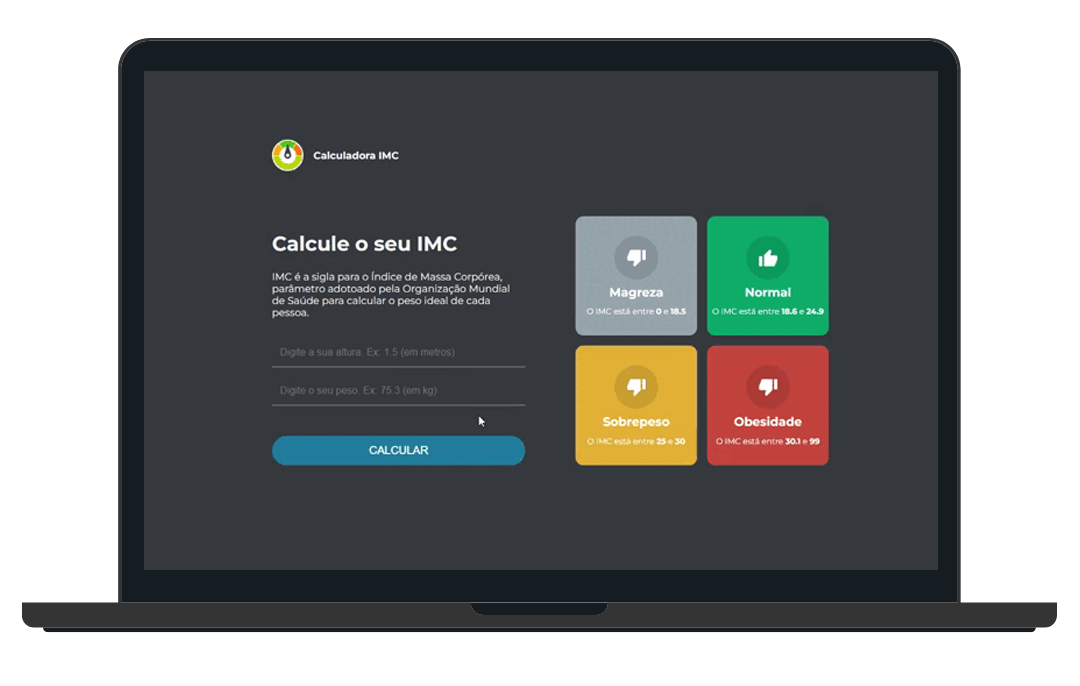 Calculadora IMC
Calcule o seu IMC
IMC é a sigla para o Índice de Massa Corpórea,
parâmetro adotoado pela Organização Mundial
de Saúde para calcular o peso ideal de cada
pessoa.
Digite a sua altura. Ex: 1.5 (em metros)
Digite o seu peso. Ex: 75.3 (em kg)
CALCULAR
Magreza
O IMC está entre 0 e 18.5
Normal
O IMC está entre 18.6 e 24.9
Sobrepeso
O IMC está entre 25 e 30
Obesidade
O IMC está entre 30.1 e 99